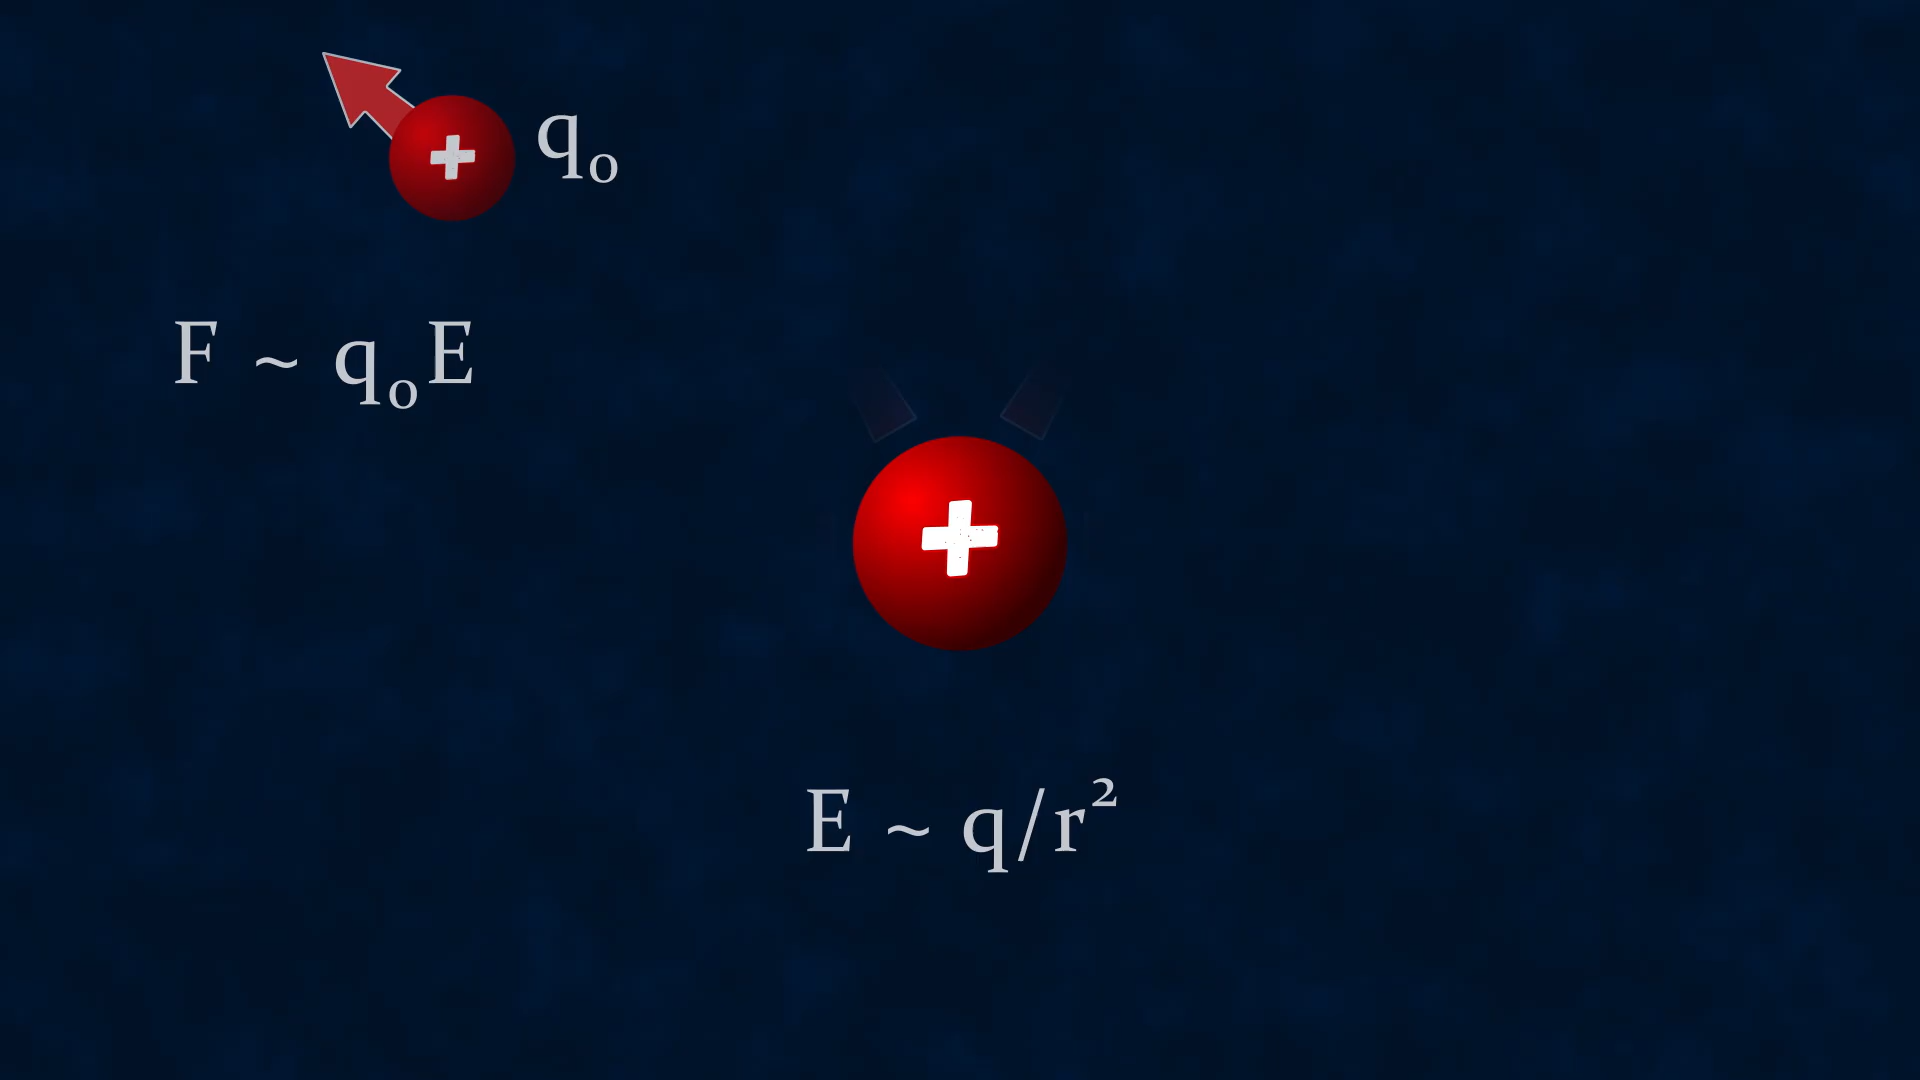 + q₀
F ~ q₀E
+
E ~ q/r²